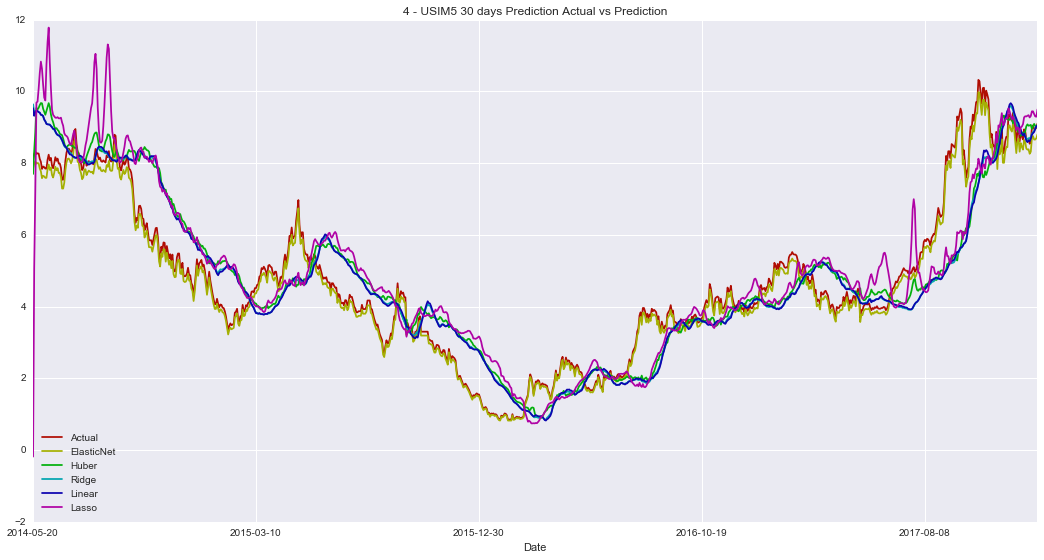 4 - USIM5 30 days Prediction Actual vs Prediction
12
10
8
6
4
2
0
−2
Actual
ElasticNet
Huber
Ridge
Linear
Lasso
2014-05-20
2015-03-10
2015-12-30
2016-10-19
2017-08-08
Date